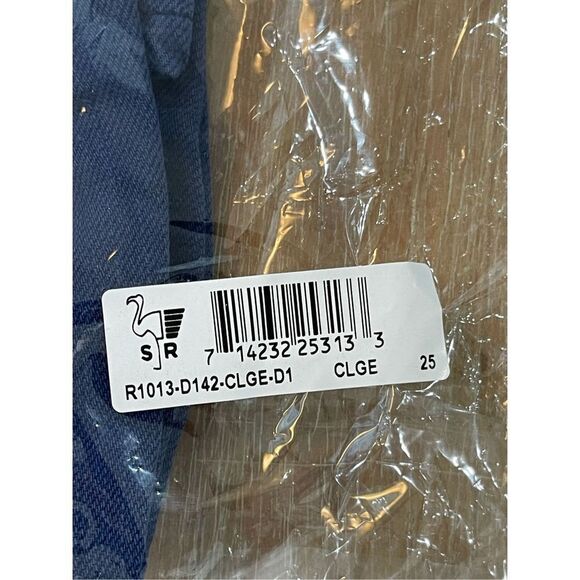 S R
7 14232 25313 3
R1013-D142-CLGE-D1 CLGE 25